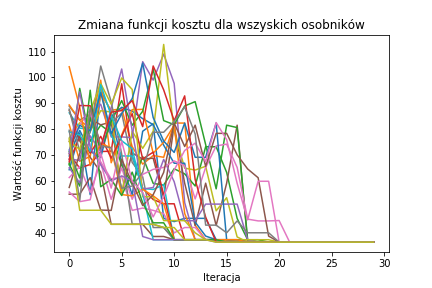 Zmiana funkcji kosztu dla wszyskich osobników
Wartość funkcji kosztu
110
100
90
80
70
60
50
40
0 5 10 15 20 25 30
Iteracja